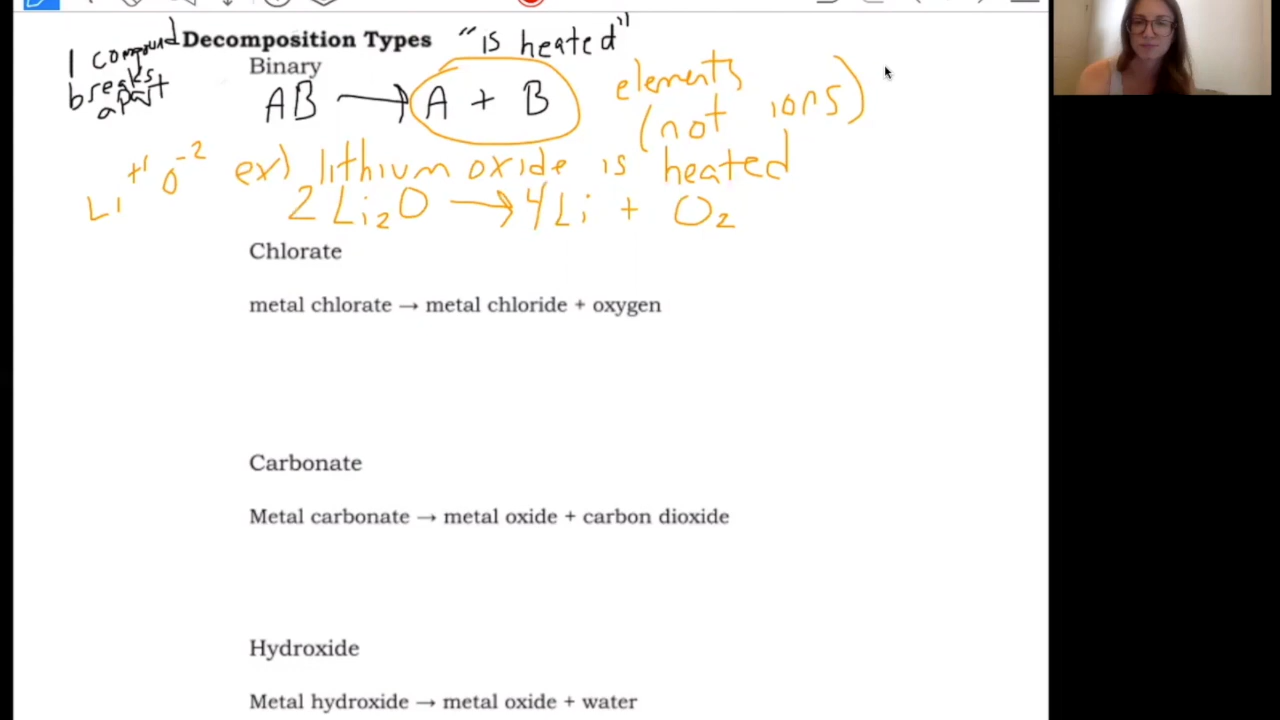 1 compound
breaks
apart
Decomposition Types "is heated"
Binary
AB → A + B
elements
(not ions)
Li⁺¹ O⁻² ex) lithium oxide is heated
2 Li₂O → 4Li + O₂
Chlorate
metal chlorate → metal chloride + oxygen
Carbonate
Metal carbonate → metal oxide + carbon dioxide
Hydroxide
Metal hydroxide → metal oxide + water